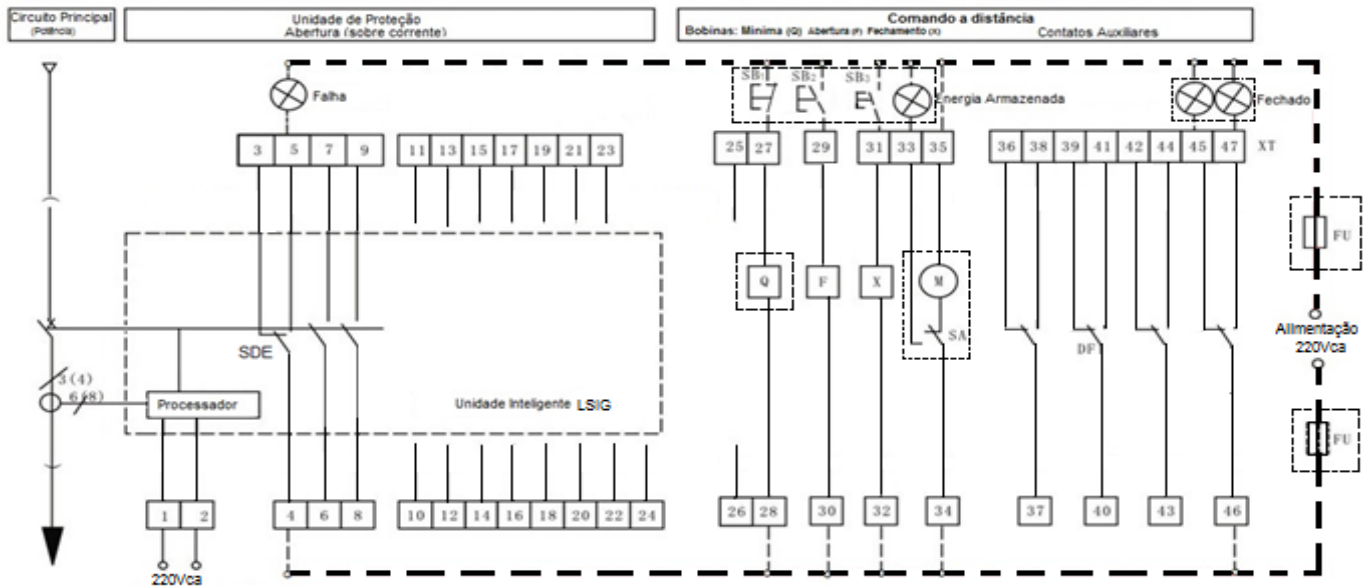 Circuito Principal
(Potência)
Unidade de Proteção
Abertura (sobre corrente)
Comando a distância
Bobinas: Minima (Q) Abertura (F) Fechamento (X)
Contatos Auxiliares
Falha
SB1
SB2
SB3
Energia Armazenada
Fechado
3 5 7 9
11 13 15 17 19 21 23
25 27
29
31 33 35
36 38 39 41 42 44 45 47
XT
FU
Q
F
X
M
SA
DF
SDE
Alimentação
220Vca
3(4)
6(8)
Processador
Unidade Inteligente LSIG
FU
1 2
4 6 8
10 12 14 16 18 20 22 24
26 28
30
32
34
37
40
43
46
220Vca